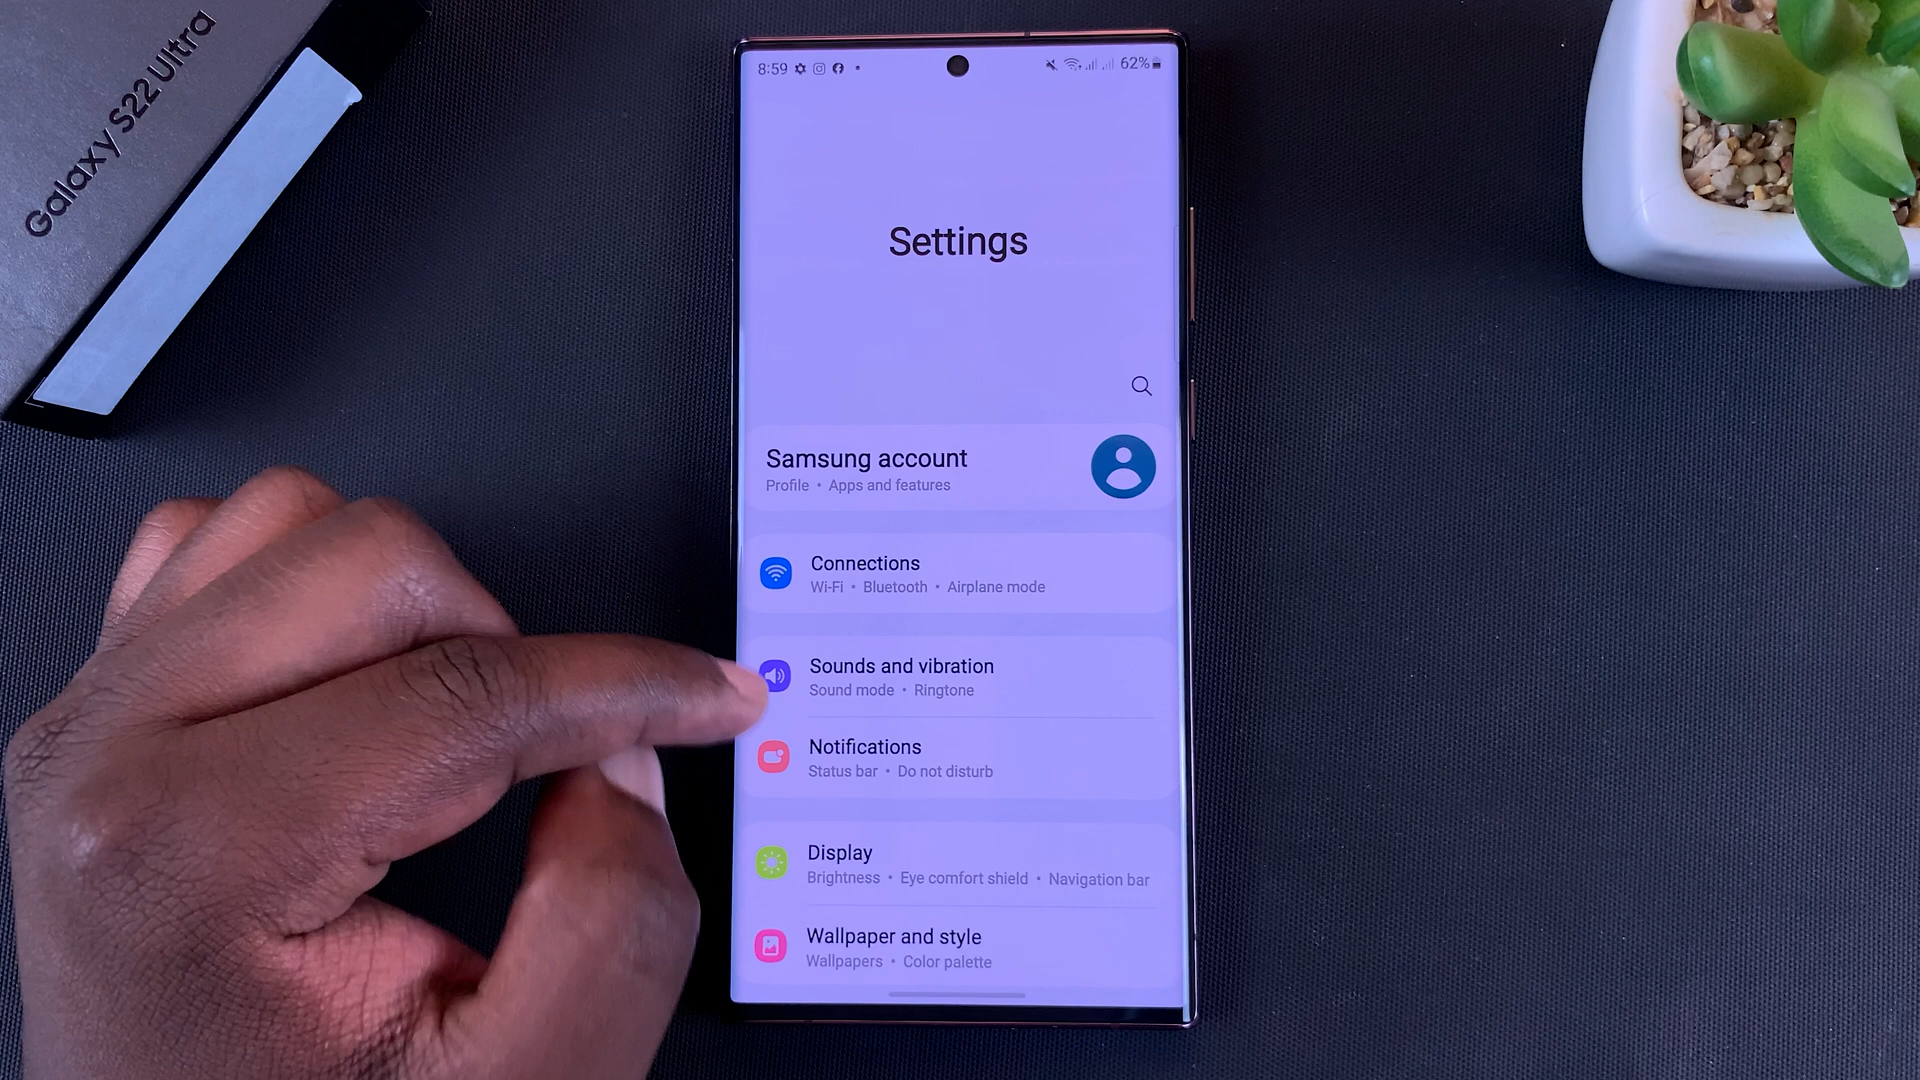 Galaxy S22 Ultra
8:59
62%
Settings
Samsung account
Profile • Apps and features
Connections
Wi-Fi • Bluetooth • Airplane mode
Sounds and vibration
Sound mode • Ringtone
Notifications
Status bar • Do not disturb
Display
Brightness • Eye comfort shield • Navigation bar
Wallpaper and style
Wallpapers • Color palette